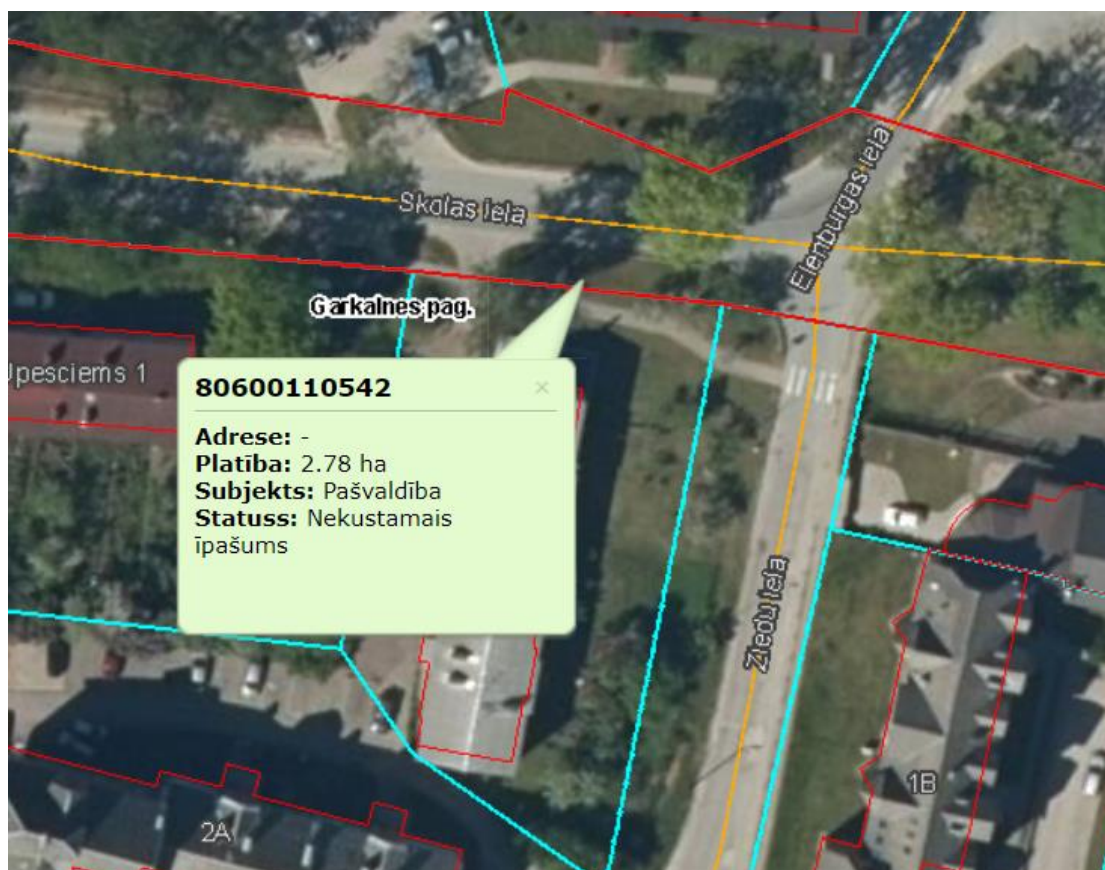 Skolas iela
Elenburgas iela
Garkalnes pag.
Upesciems 1
80600110542
×
Adrese: -
Platība: 2.78 ha
Subjekts: Pašvaldība
Statuss: Nekustamais
īpašums
Ziedu iela
1B
2A